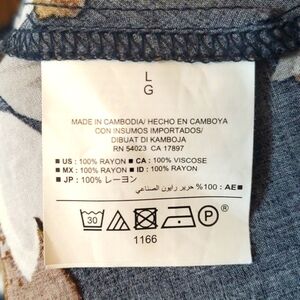 L
G
MADE IN CAMBODIA/ HECHO EN CAMBOYA
CON INSUMOS IMPORTADOS/
DIBUAT DI KAMBOJA
RN 54023 CA 17897
■ US : 100% RAYON ■ CA : 100% VISCOSE
■ MX : 100% RAYON ■ ID : 100% RAYON
■ JP : 100% レーヨン
■ AE : 100% حرير رايون الصناعي
30
P
1166